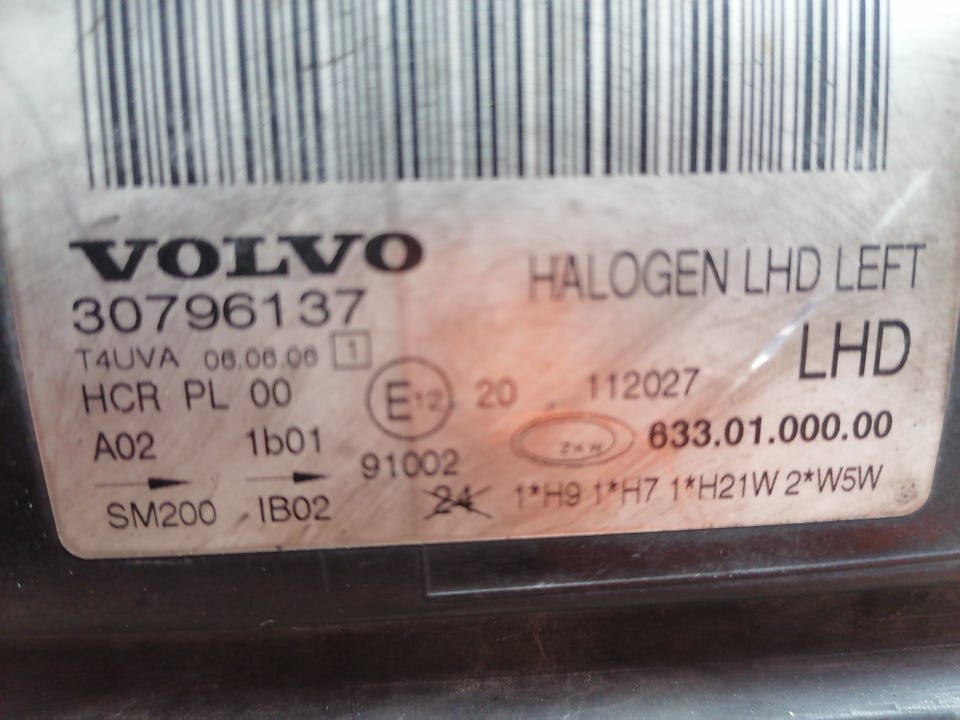 VOLVO
HALOGEN LHD LEFT
30796137
LHD
T4UVA 06.06.06 1
HCR PL 00
E12 20 112027
A02 1b01
ZKW 633.01.000.00
91002
SM200 IB02
24 1*H9 1*H7 1*H21W 2*W5W